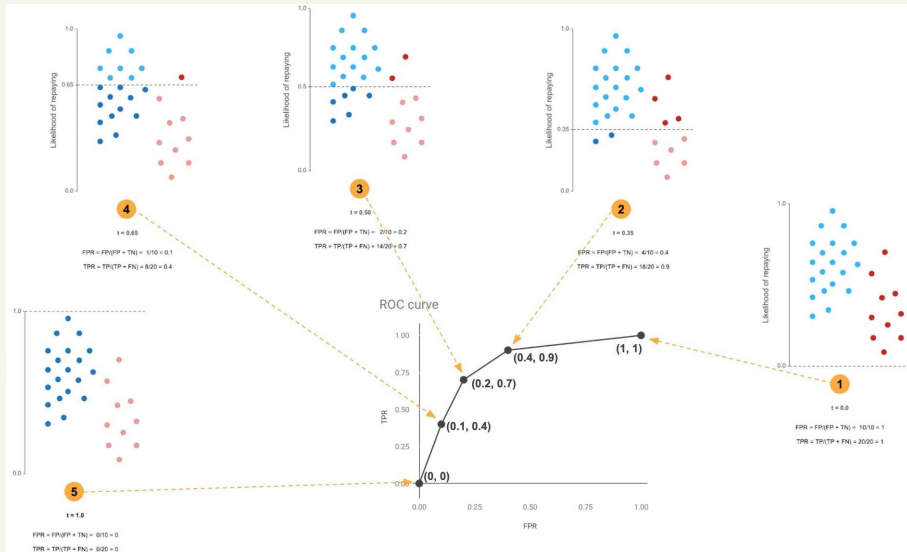 1.0
Likelihood of repaying
0.65
0.0
4
t = 0.65
FPR = FP/(FP + TN) = 1/10 = 0.1
TPR = TP/(TP + FN) = 8/20 = 0.4
1.0
Likelihood of repaying
0.5
0.0
3
t = 0.50
FPR = FP/(FP + TN) = 2/10 = 0.2
TPR = TP/(TP + FN) = 14/20 = 0.7
1.0
Likelihood of repaying
0.35
0.0
2
t = 0.35
FPR = FP/(FP + TN) = 4/10 = 0.4
TPR = TP/(TP + FN) = 18/20 = 0.9
1.0
Likelihood of repaying
0.0
1
t = 0.0
FPR = FP/(FP + TN) = 10/10 = 1
TPR = TP/(TP + FN) = 20/20 = 1
1.0
0.0
5
t = 1.0
FPR = FP/(FP + TN) = 0/10 = 0
TPR = TP/(TP + FN) = 0/20 = 0
ROC curve
1.00
0.75
0.50
0.25
0.00
TPR
(1, 1)
(0.4, 0.9)
(0.2, 0.7)
(0.1, 0.4)
(0, 0)
0.00 0.25 0.50 0.75 1.00
FPR